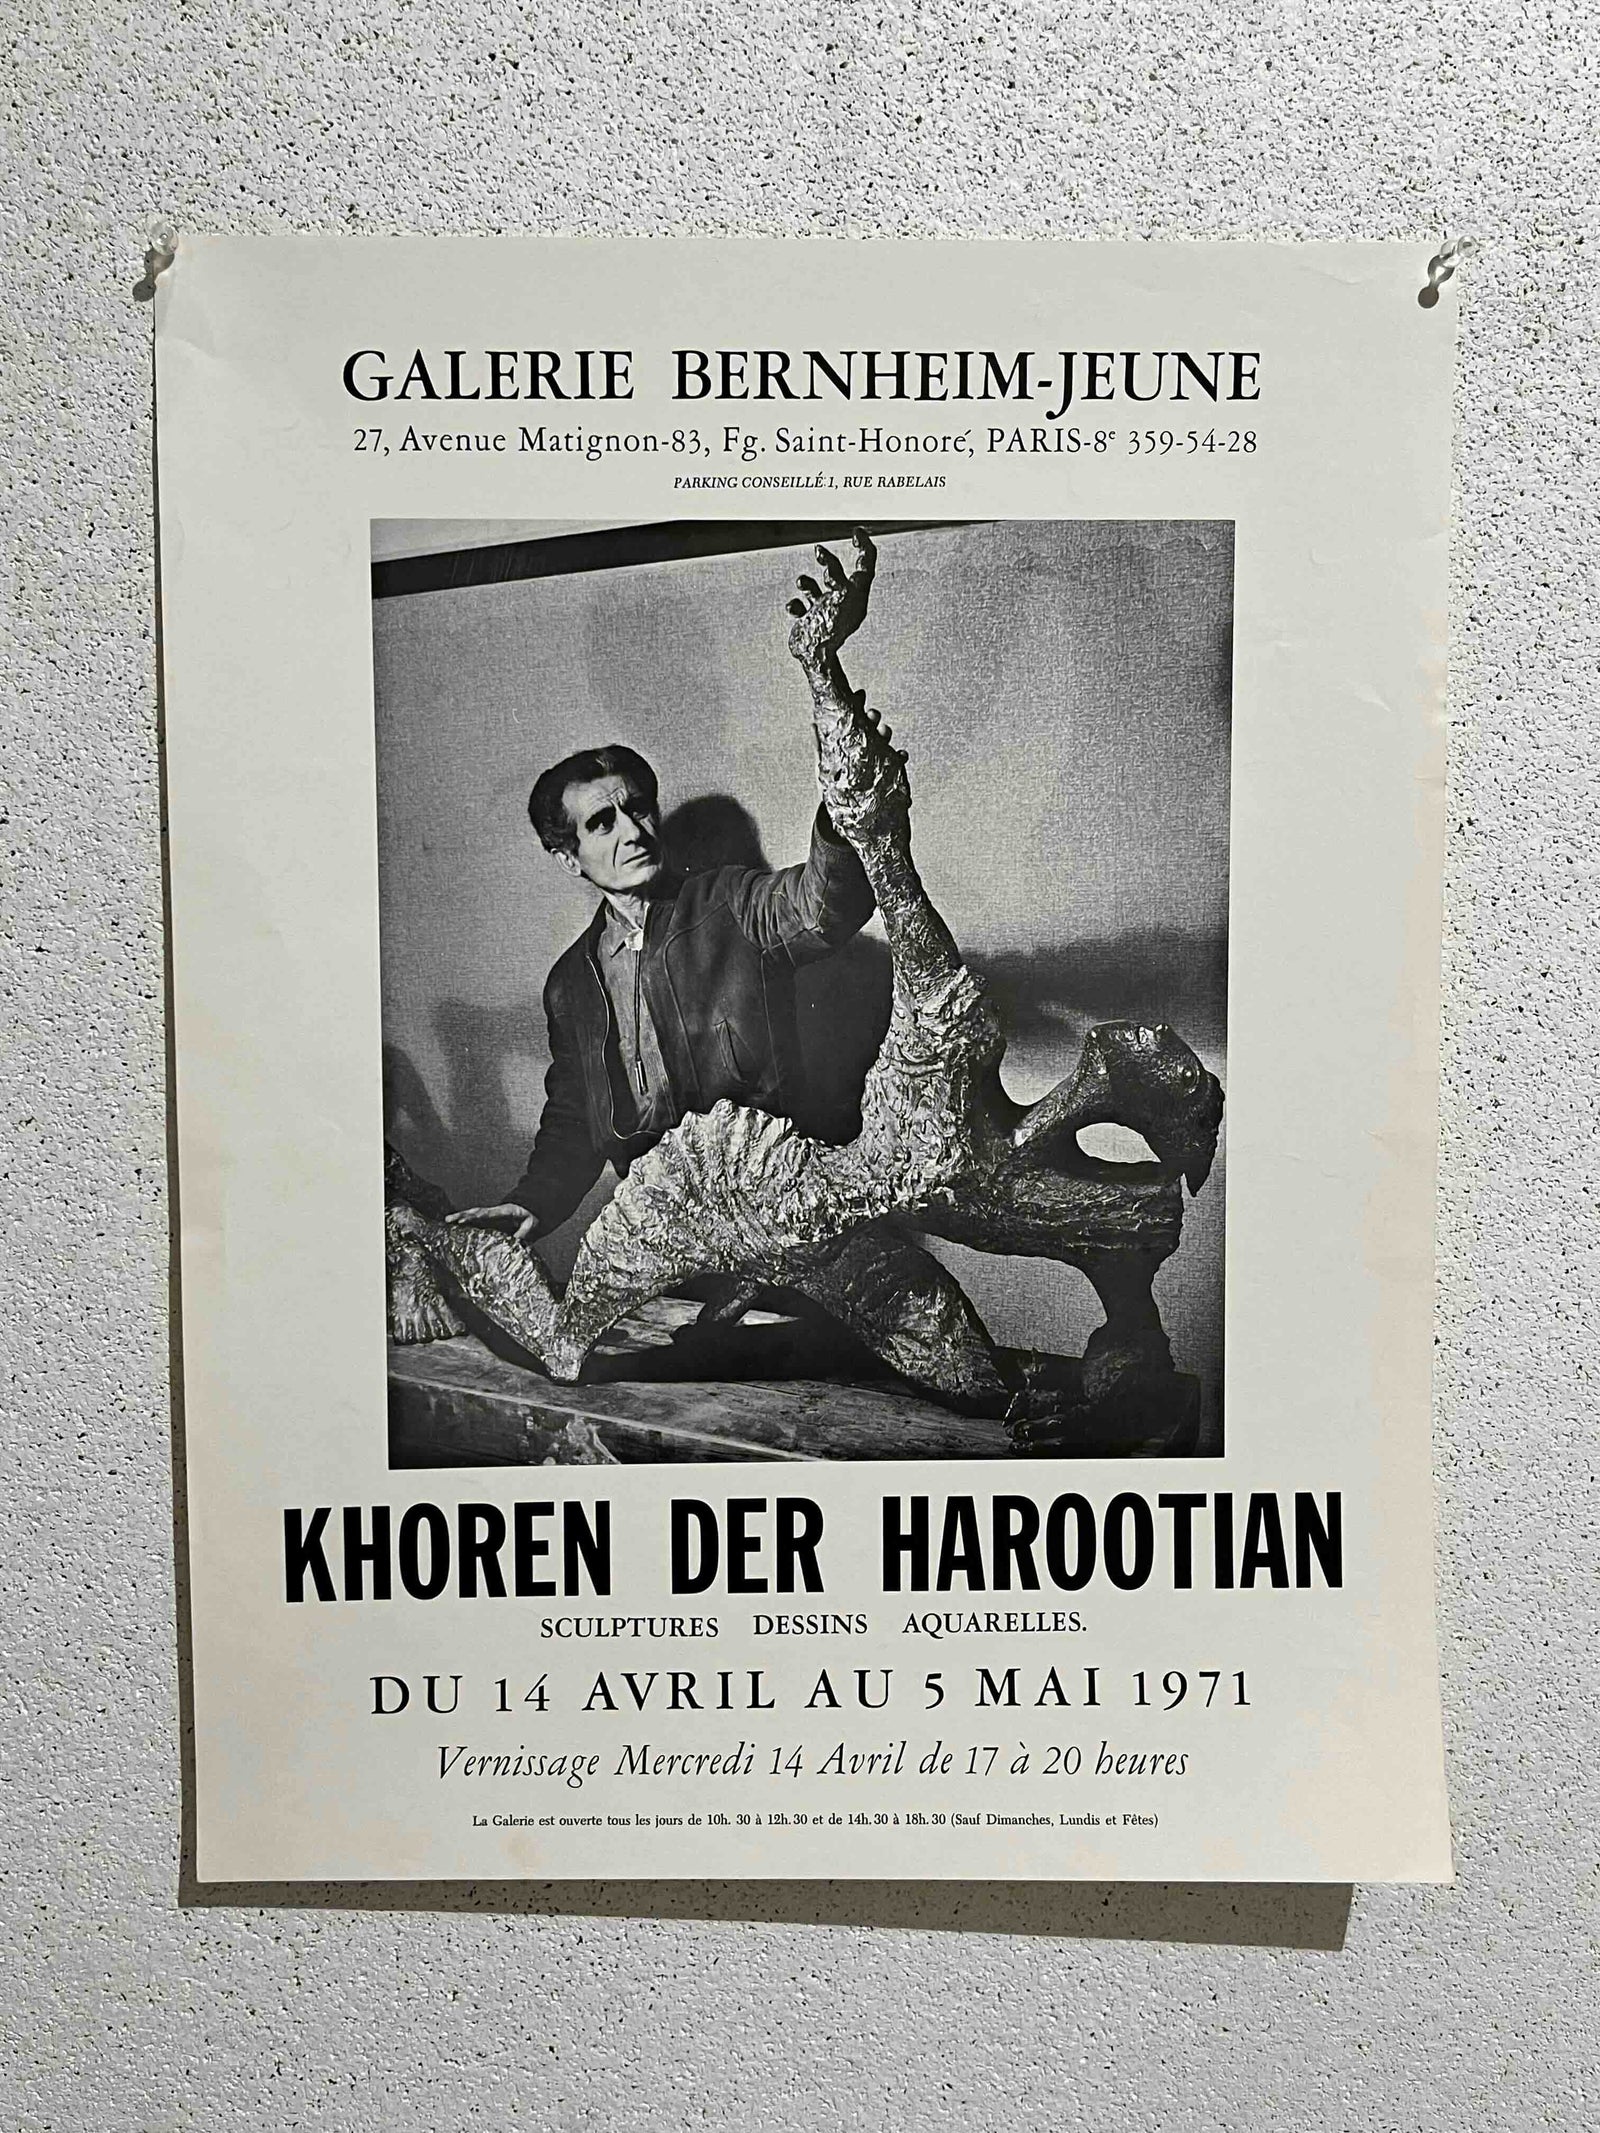 GALERIE BERNHEIM-JEUNE
27, Avenue Matignon-83, Fg. Saint-Honoré, PARIS-8e 359-54-28
PARKING CONSEILLÉ: 1, RUE RABELAIS
KHOREN DER HAROOTIAN
SCULPTURES DESSINS AQUARELLES.
DU 14 AVRIL AU 5 MAI 1971
Vernissage Mercredi 14 Avril de 17 à 20 heures
La Galerie est ouverte tous les jours de 10h. 30 à 12h. 30 et de 14h. 30 à 18h. 30 (Sauf Dimanches, Lundis et Fêtes)